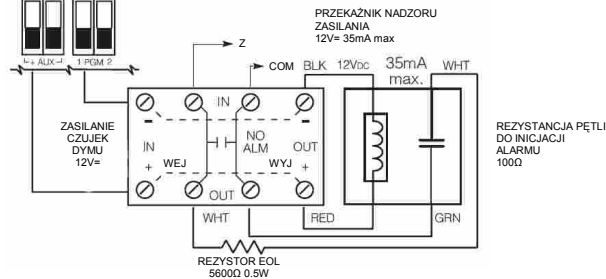 PRZEKAŹNIK NADZORU
ZASILANIA
12V= 35mA max
Z
COM
BLK
12VDC
35mA
max.
WHT
+ AUX -
1 PGM 2
ZASILANIE
CZUJEK
DYMU
12V=
IN
-
-
NO
ALM
IN
+
WEJ
WYJ
OUT
+
OUT
REZYSTANCJA PĘTLI
DO INICJACJI
ALARMU
100Ω
WHT
RED
GRN
REZYSTOR EOL
5600Ω 0.5W